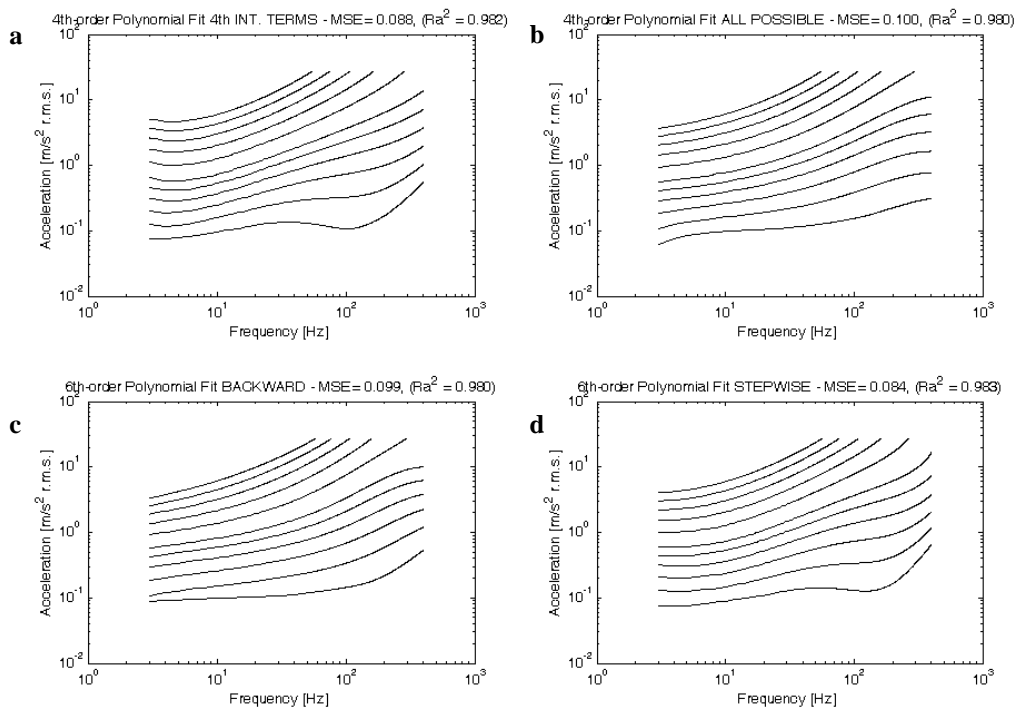 4th-order Polynomial Fit 4th INT. TERMS - MSE= 0.088, (Ra² = 0.982)
a
10²
10¹
10⁰
10⁻¹
10⁻²
Acceleration [m/s² r.m.s.]
10⁰ 10¹ 10² 10³
Frequency [Hz]
4th-order Polynomial Fit ALL POSSIBLE - MSE= 0.100, (Ra² = 0.980)
b
10²
10¹
10⁰
10⁻¹
10⁻²
Acceleration [m/s² r.m.s.]
10⁰ 10¹ 10² 10³
Frequency [Hz]
6th-order Polynomial Fit BACKWARD - MSE= 0.099, (Ra² = 0.980)
c
10²
10¹
10⁰
10⁻¹
10⁻²
Acceleration [m/s² r.m.s.]
10⁰ 10¹ 10² 10³
Frequency [Hz]
6th-order Polynomial Fit STEPWISE - MSE= 0.084, (Ra² = 0.983)
d
10²
10¹
10⁰
10⁻¹
10⁻²
Acceleration [m/s² r.m.s.]
10⁰ 10¹ 10² 10³
Frequency [Hz]